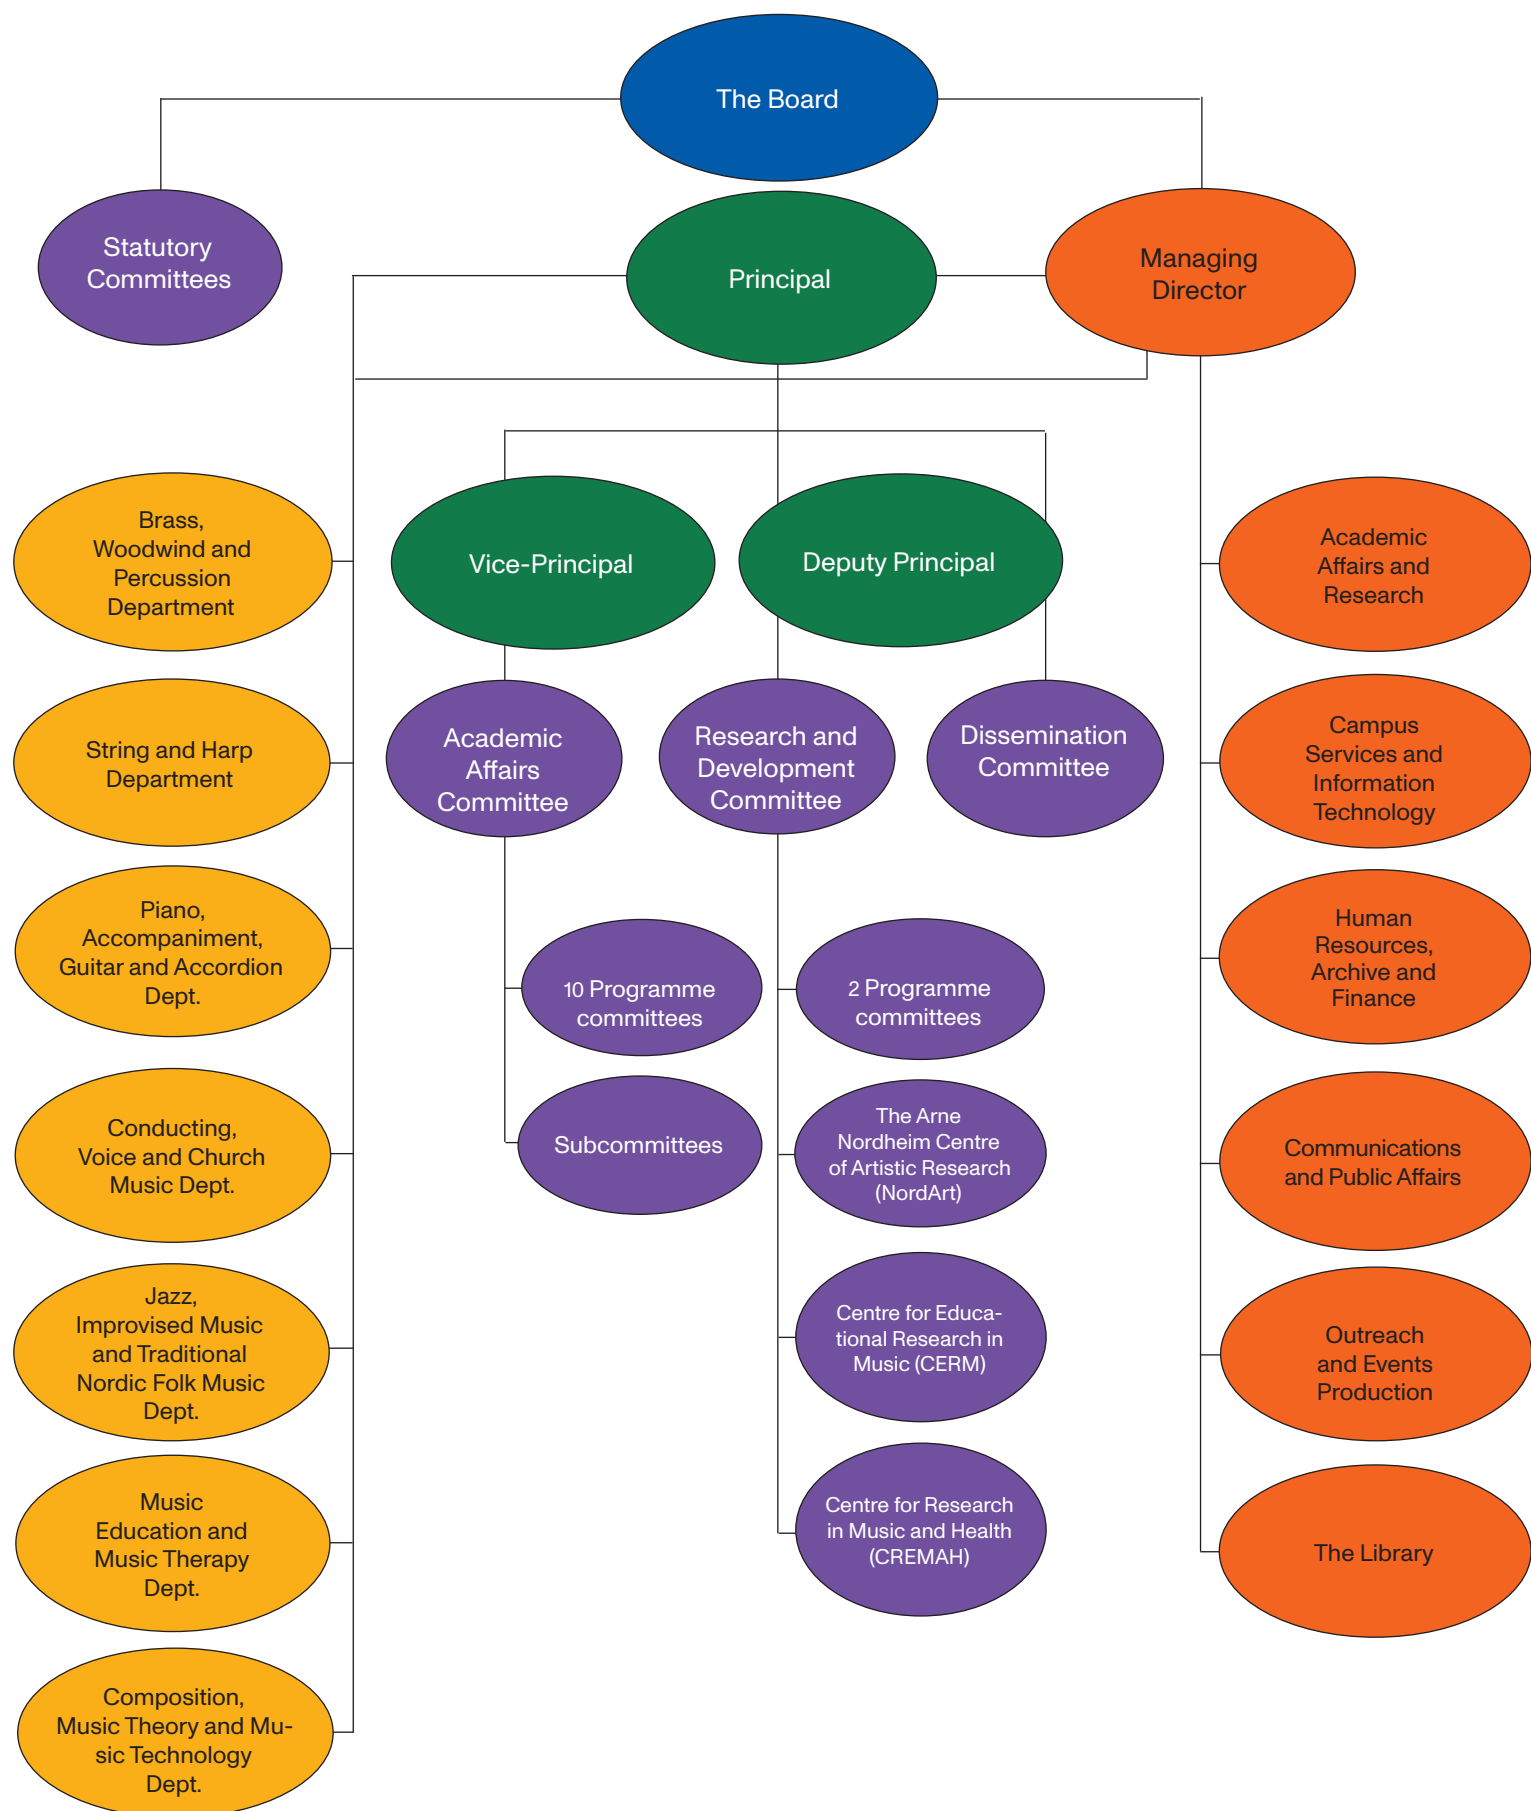 The Board
Statutory
Committees
Principal
Managing
Director
Brass,
Woodwind and
Percussion
Department
Vice-Principal
Deputy Principal
Academic
Affairs and
Research
String and Harp
Department
Academic
Affairs
Committee
Research and
Development
Committee
Dissemination
Committee
Campus
Services and
Information
Technology
Piano,
Accompaniment,
Guitar and Accordion
Dept.
10 Programme
committees
2 Programme
committees
Human
Resources,
Archive and
Finance
Conducting,
Voice and Church
Music Dept.
Subcommittees
The Arne
Nordheim Centre
of Artistic Research
(NordArt)
Communications
and Public Affairs
Jazz,
Improvised Music
and Traditional
Nordic Folk Music
Dept.
Centre for Educa-
tional Research in
Music (CERM)
Outreach
and Events
Production
Music
Education and
Music Therapy
Dept.
Centre for Research
in Music and Health
(CREMAH)
The Library
Composition,
Music Theory and Mu-
sic Technology
Dept.